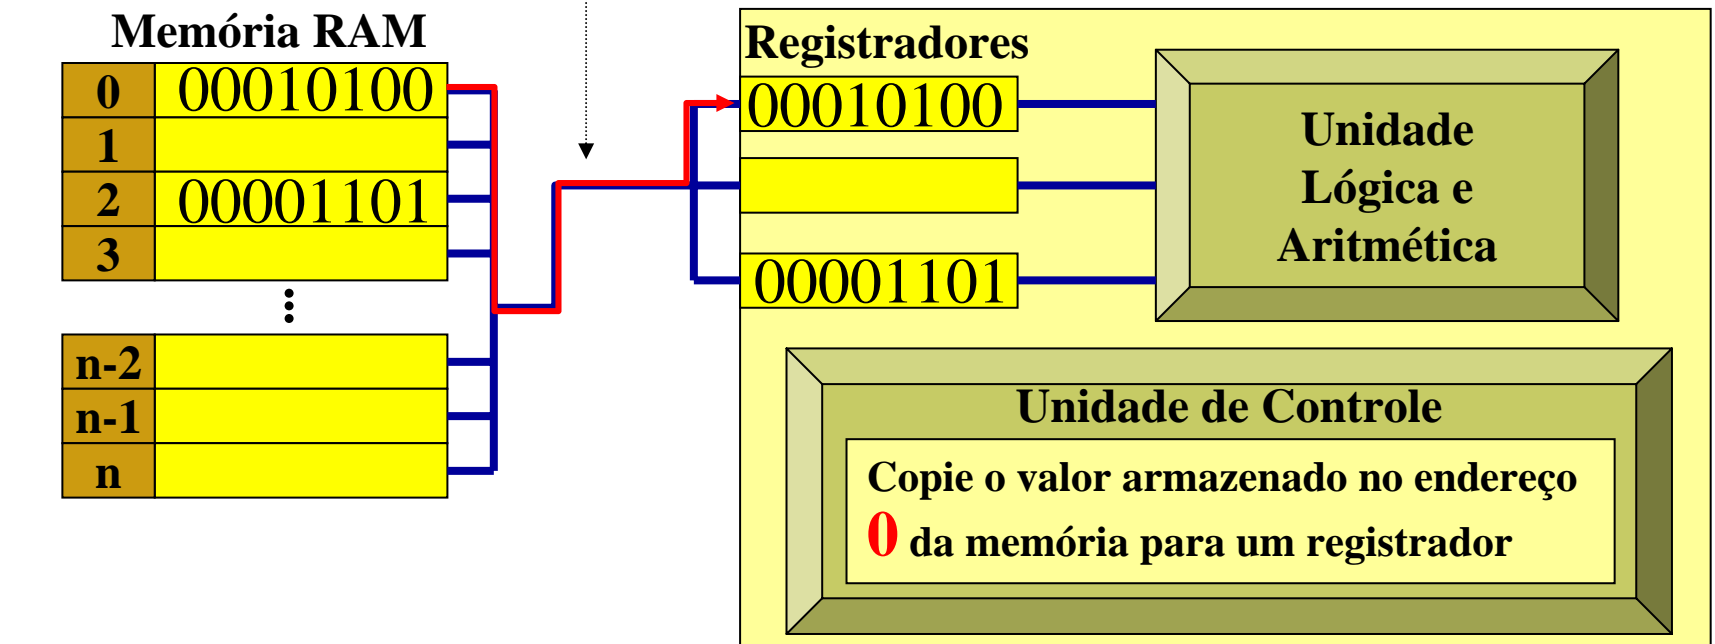 Memória RAM
0 00010100
1
2 00001101
3
n-2
n-1
n
Registradores
00010100
00001101
Unidade
Lógica e
Aritmética
Unidade de Controle
Copie o valor armazenado no endereço
0 da memória para um registrador